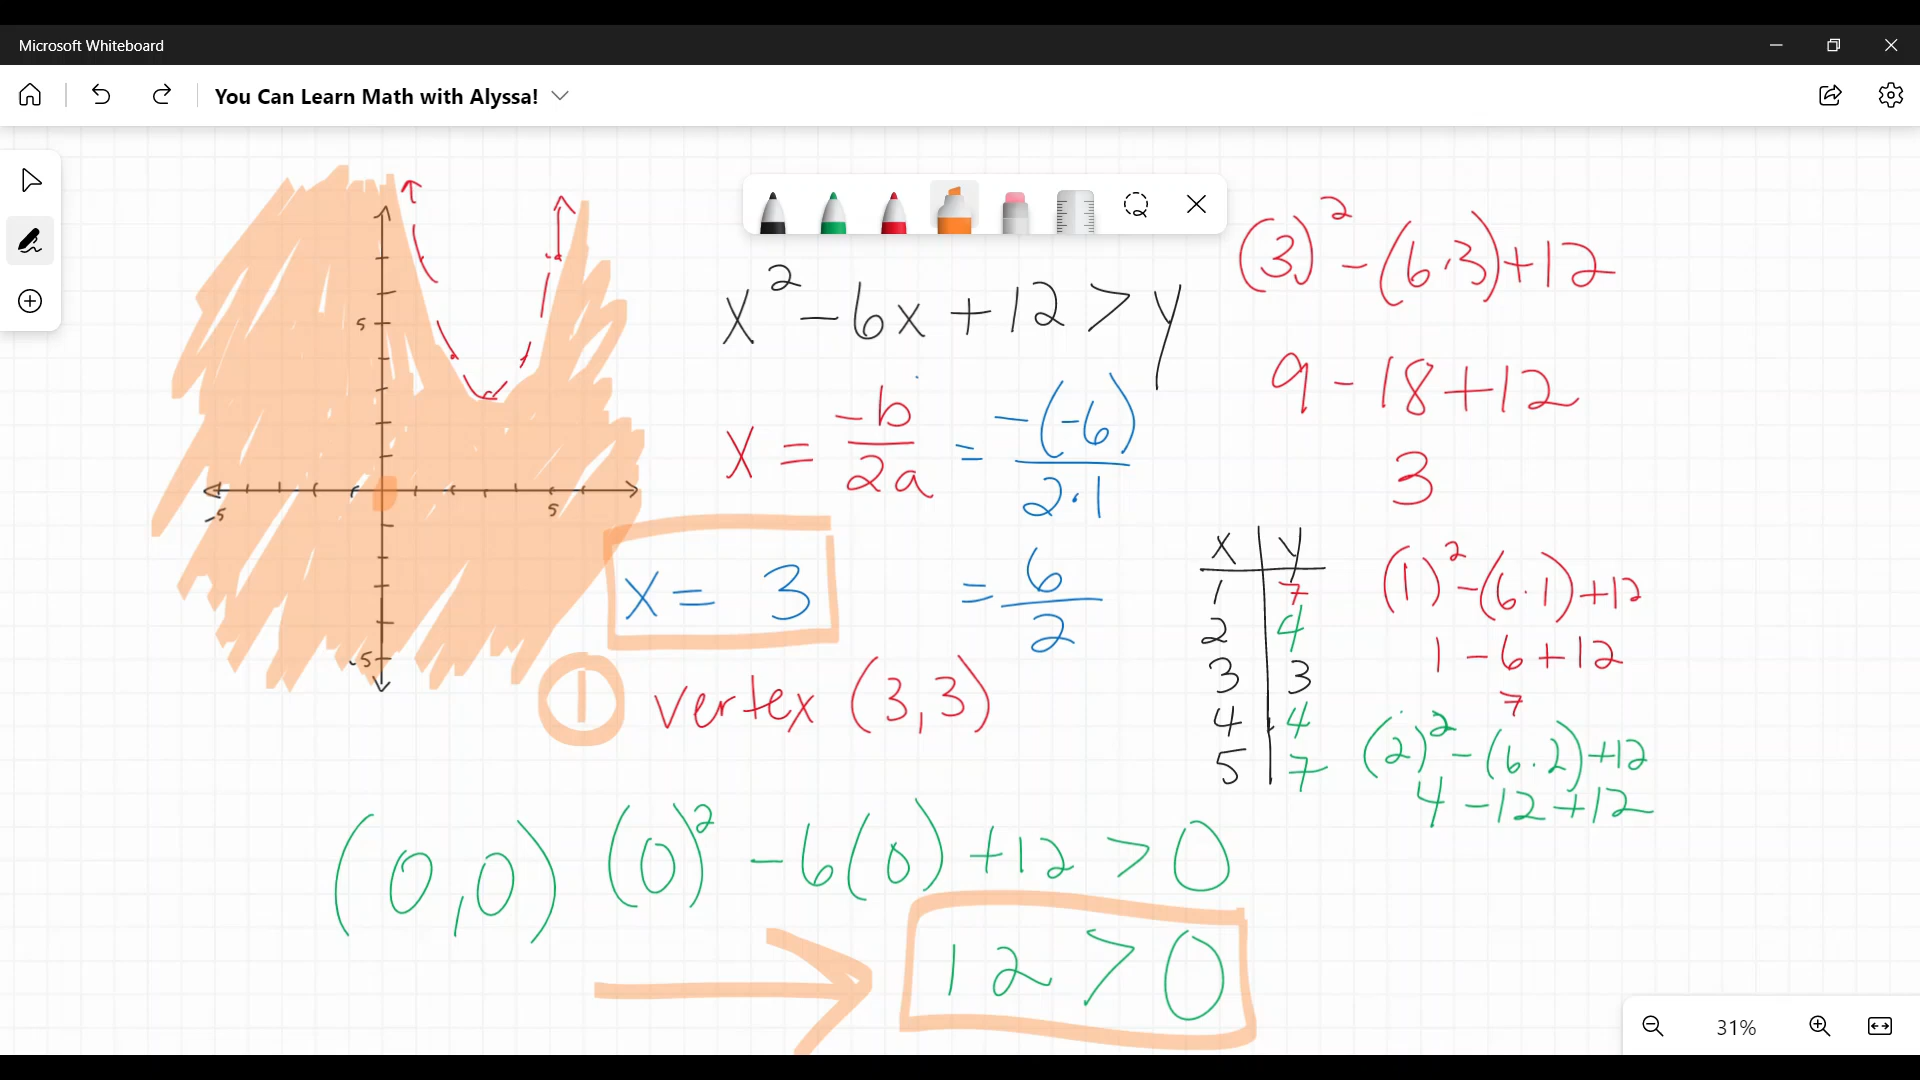 Microsoft Whiteboard
You Can Learn Math with Alyssa!
x² - 6x + 12 > y
x = -b/2a = -(-6)/2·1
= 6/2
x = 3
① vertex (3,3)
5
-5
5
-5
(3)² - (6·3) + 12
9 - 18 + 12
3
x | y
1 | 7
2 | 4
3 | 3
4 | 4
5 | 7
(1)² - (6·1) + 12
1 - 6 + 12
7
(2)² - (6·2) + 12
4 - 12 + 12
(0,0) (0)² - 6(0) + 12 > 0
12 > 0
31%